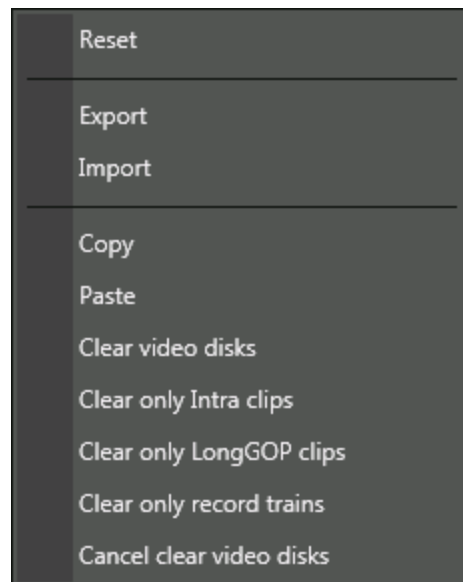 Reset
Export
Import
Copy
Paste
Clear video disks
Clear only Intra clips
Clear only LongGOP clips
Clear only record trains
Cancel clear video disks